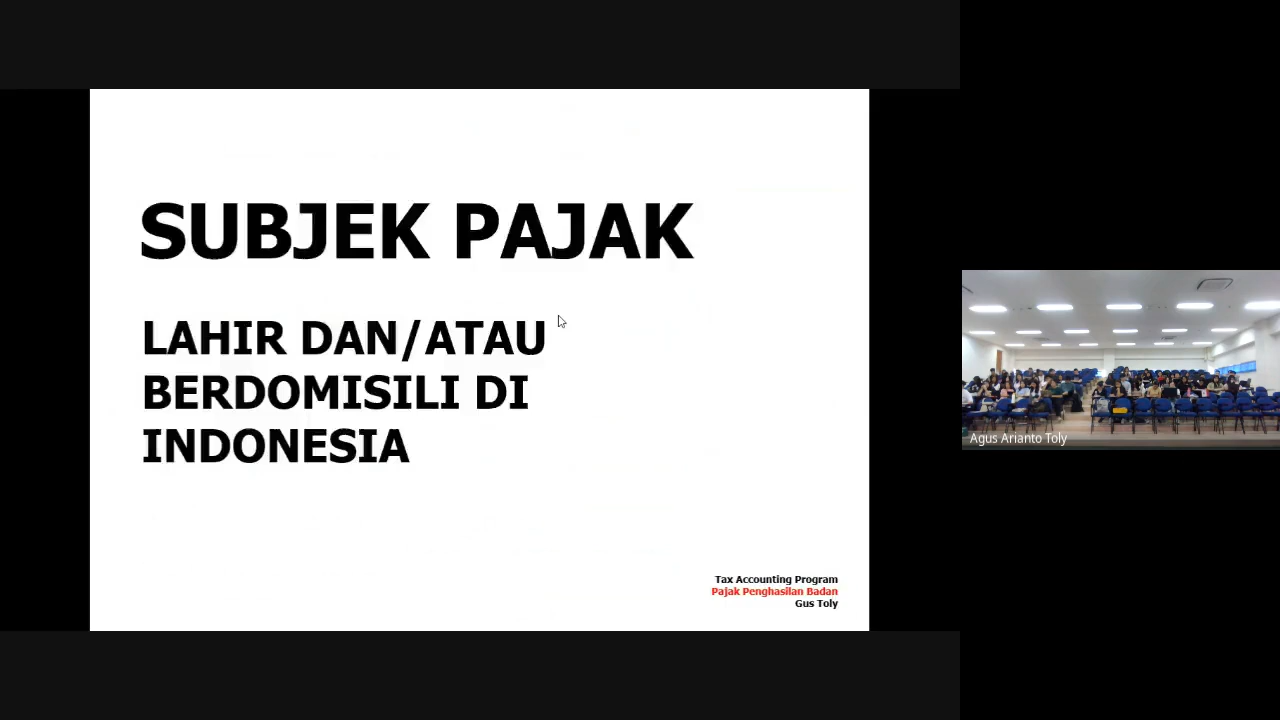 SUBJEK PAJAK
LAHIR DAN/ATAU
BERDOMISILI DI
INDONESIA
Tax Accounting Program
Pajak Penghasilan Badan
Gus Toly
Agus Arianto Toly